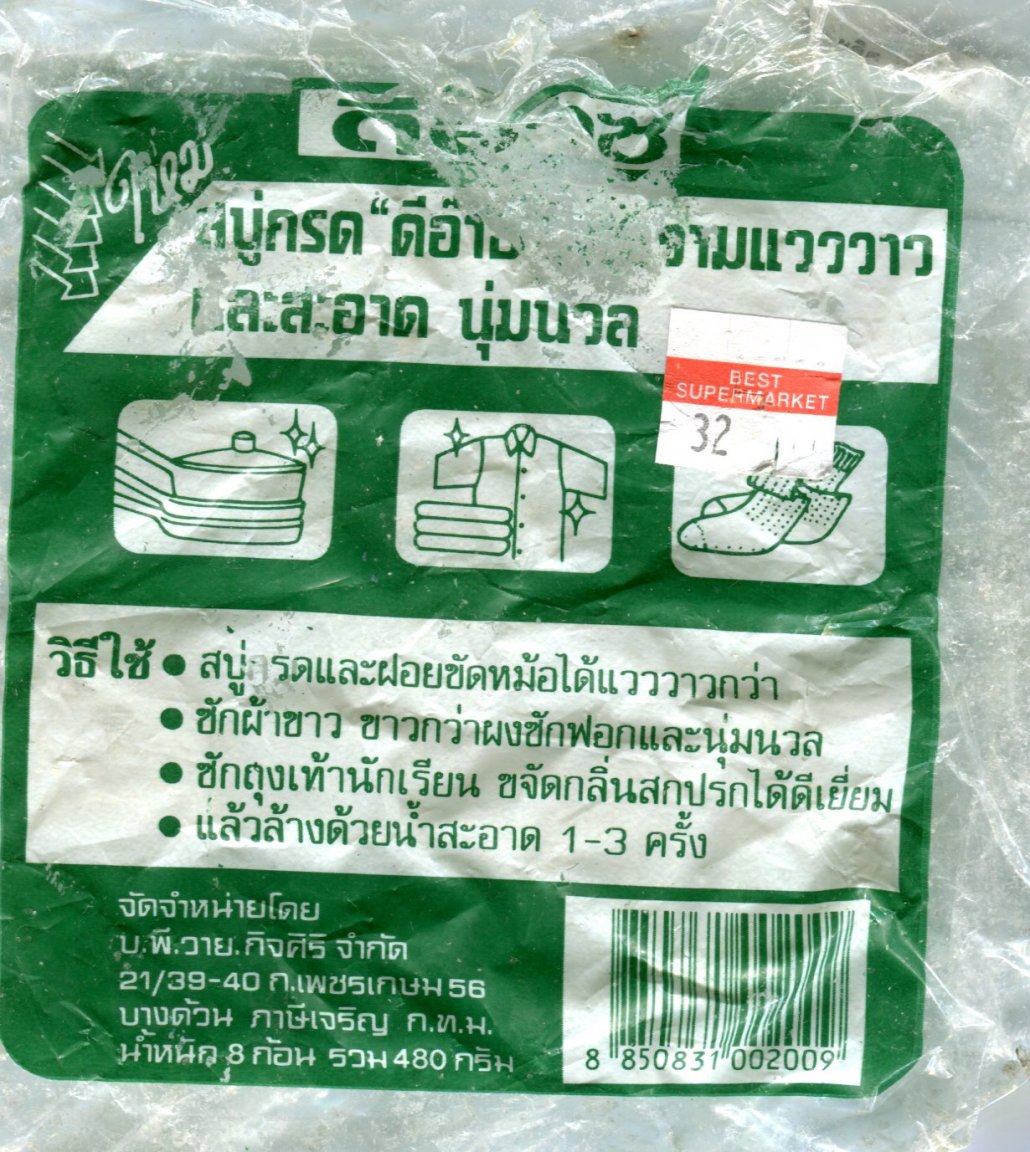 ใหม่
สบู่กรด "ดีอ๊าซ" ความแวววาว
และสะอาด นุ่มนวล
BEST
SUPERMARKET
32
วิธีใช้ ● สบู่กรดและฝอยขัดหม้อได้แวววาวกว่า
● ซักผ้าขาว ขาวกว่าผงซักฟอกและนุ่มนวล
● ซักถุงเท้านักเรียน ขจัดกลิ่นสกปรกได้ดีเยี่ยม
● แล้วล้างด้วยน้ำสะอาด 1-3 ครั้ง
จัดจำหน่ายโดย
บ.พี.วาย.กิจศิริ จำกัด
21/39-40 ถ.เพชรเกษม 56
บางด้วน ภาษีเจริญ ก.ท.ม.
น้ำหนัก 8 ก้อน รวม 480 กรัม
8 850831 002009